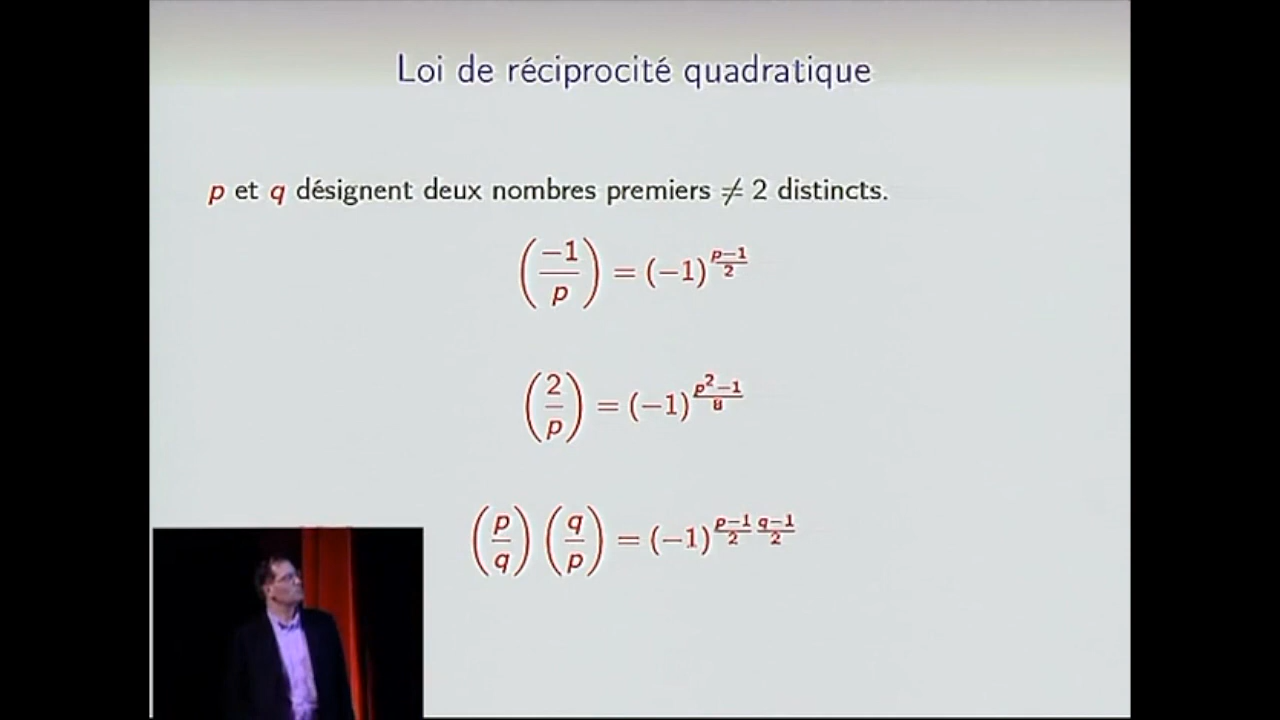 Loi de réciprocité quadratique
p et q désignent deux nombres premiers ≠ 2 distincts.
(−1/p) = (−1)^((p−1)/2)
(2/p) = (−1)^((p²−1)/8)
(p/q)(q/p) = (−1)^((p−1)/2 (q−1)/2)